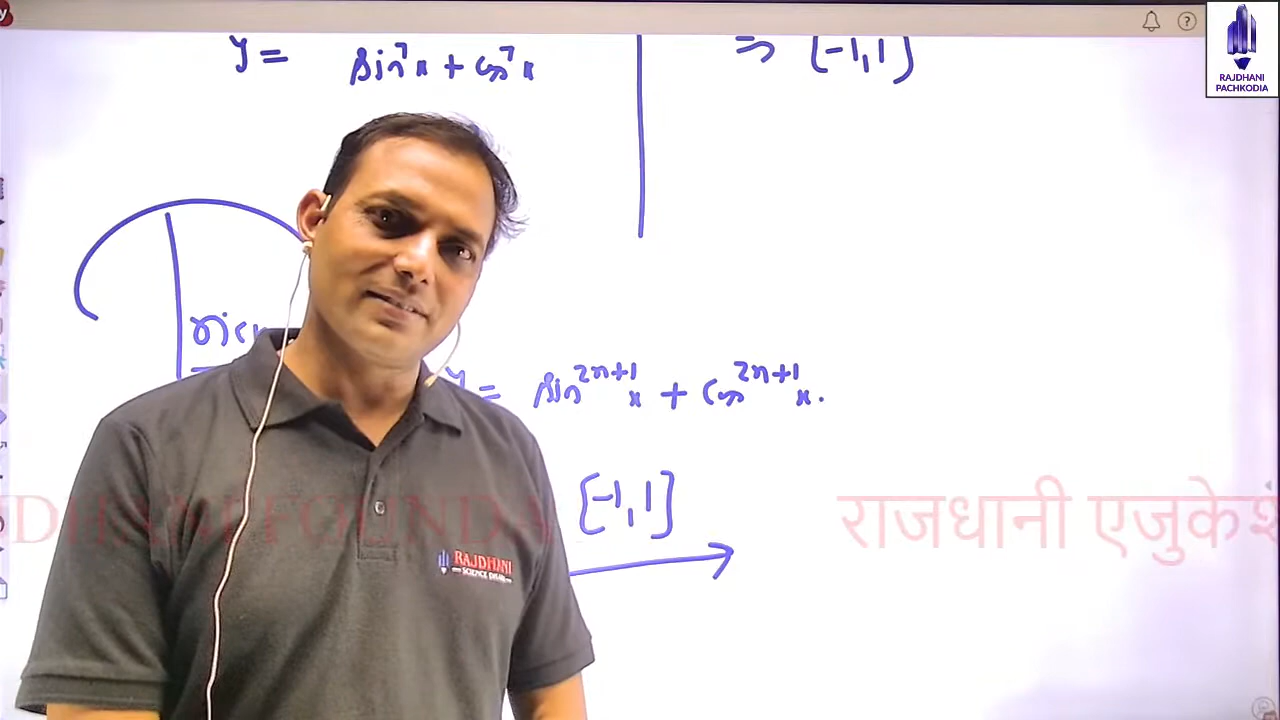 y = sin⁷x + cos⁷x
⇒ [-1, 1]
RAJDHANI
PACHKODIA
= sin²ⁿ⁺¹x + cos²ⁿ⁺¹x.
[-1, 1]
राजधानी एजुकेश
RAJDHANI